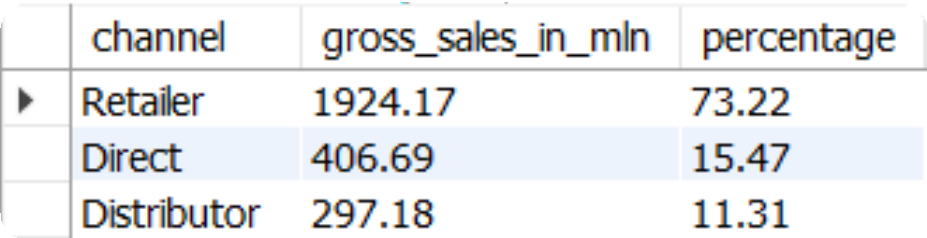 channel gross_sales_in_mln percentage
Retailer 1924.17 73.22
Direct 406.69 15.47
Distributor 297.18 11.31